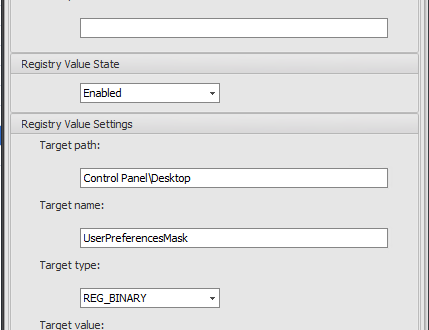 Registry Value State
Enabled
Registry Value Settings
Target path:
Control Panel\Desktop
Target name:
UserPreferencesMask
Target type:
REG_BINARY
Target value: